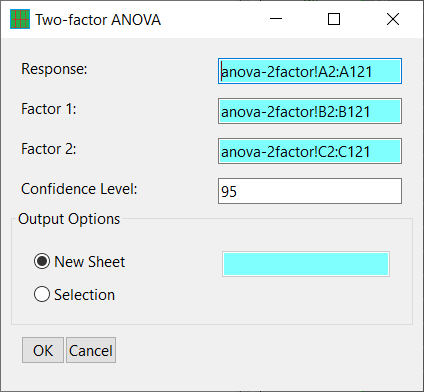 Two-factor ANOVA
Response: anova-2factor!A2:A121
Factor 1: anova-2factor!B2:B121
Factor 2: anova-2factor!C2:C121
Confidence Level: 95
Output Options
New Sheet
Selection
OK Cancel